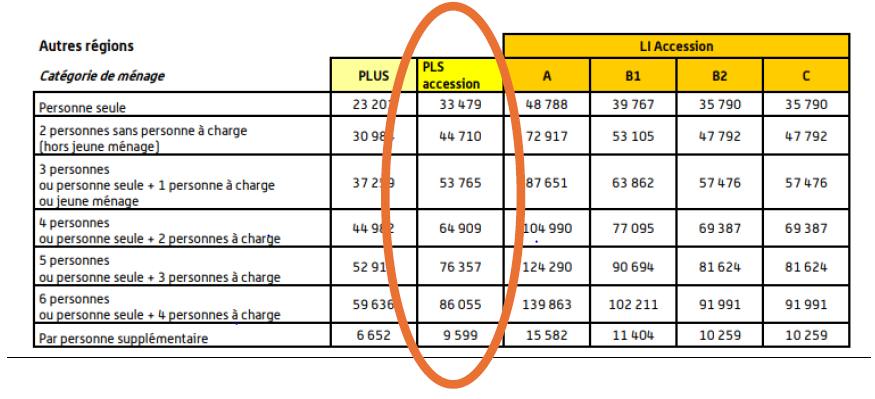 Autres régions LI Accession
Catégorie de ménage PLUS PLS accession A B1 B2 C
Personne seule 23 33 479 48 788 39 767 35 790 35 790
2 personnes sans personne à charge
(hors jeune ménage) 30 44 710 72 917 53 105 47 792 47 792
3 personnes
ou personne seule + 1 personne à charge 37 53 765 87 651 63 862 57 476 57 476
ou jeune ménage
4 personnes
ou personne seule + 2 personnes à charge 44 64 909 104 990 77 095 69 387 69 387
5 personnes
ou personne seule + 3 personnes à charge 52 76 357 124 290 90 694 81 624 81 624
6 personnes
ou personne seule + 4 personnes à charge 59 636 86 055 139 863 102 211 91 991 91 991
Par personne supplémentaire 6 652 9 599 15 582 11 404 10 259 10 259